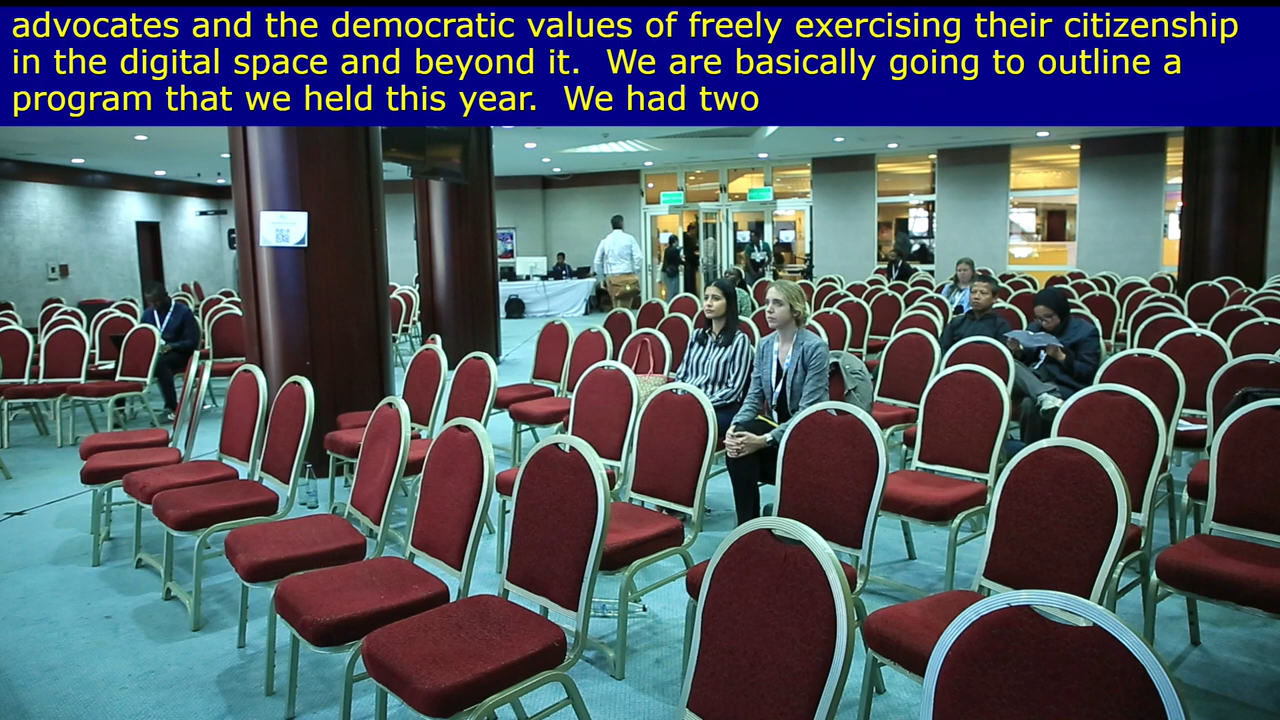 advocates and the democratic values of freely exercising their citizenship
in the digital space and beyond it.  We are basically going to outline a
program that we held this year.  We had two